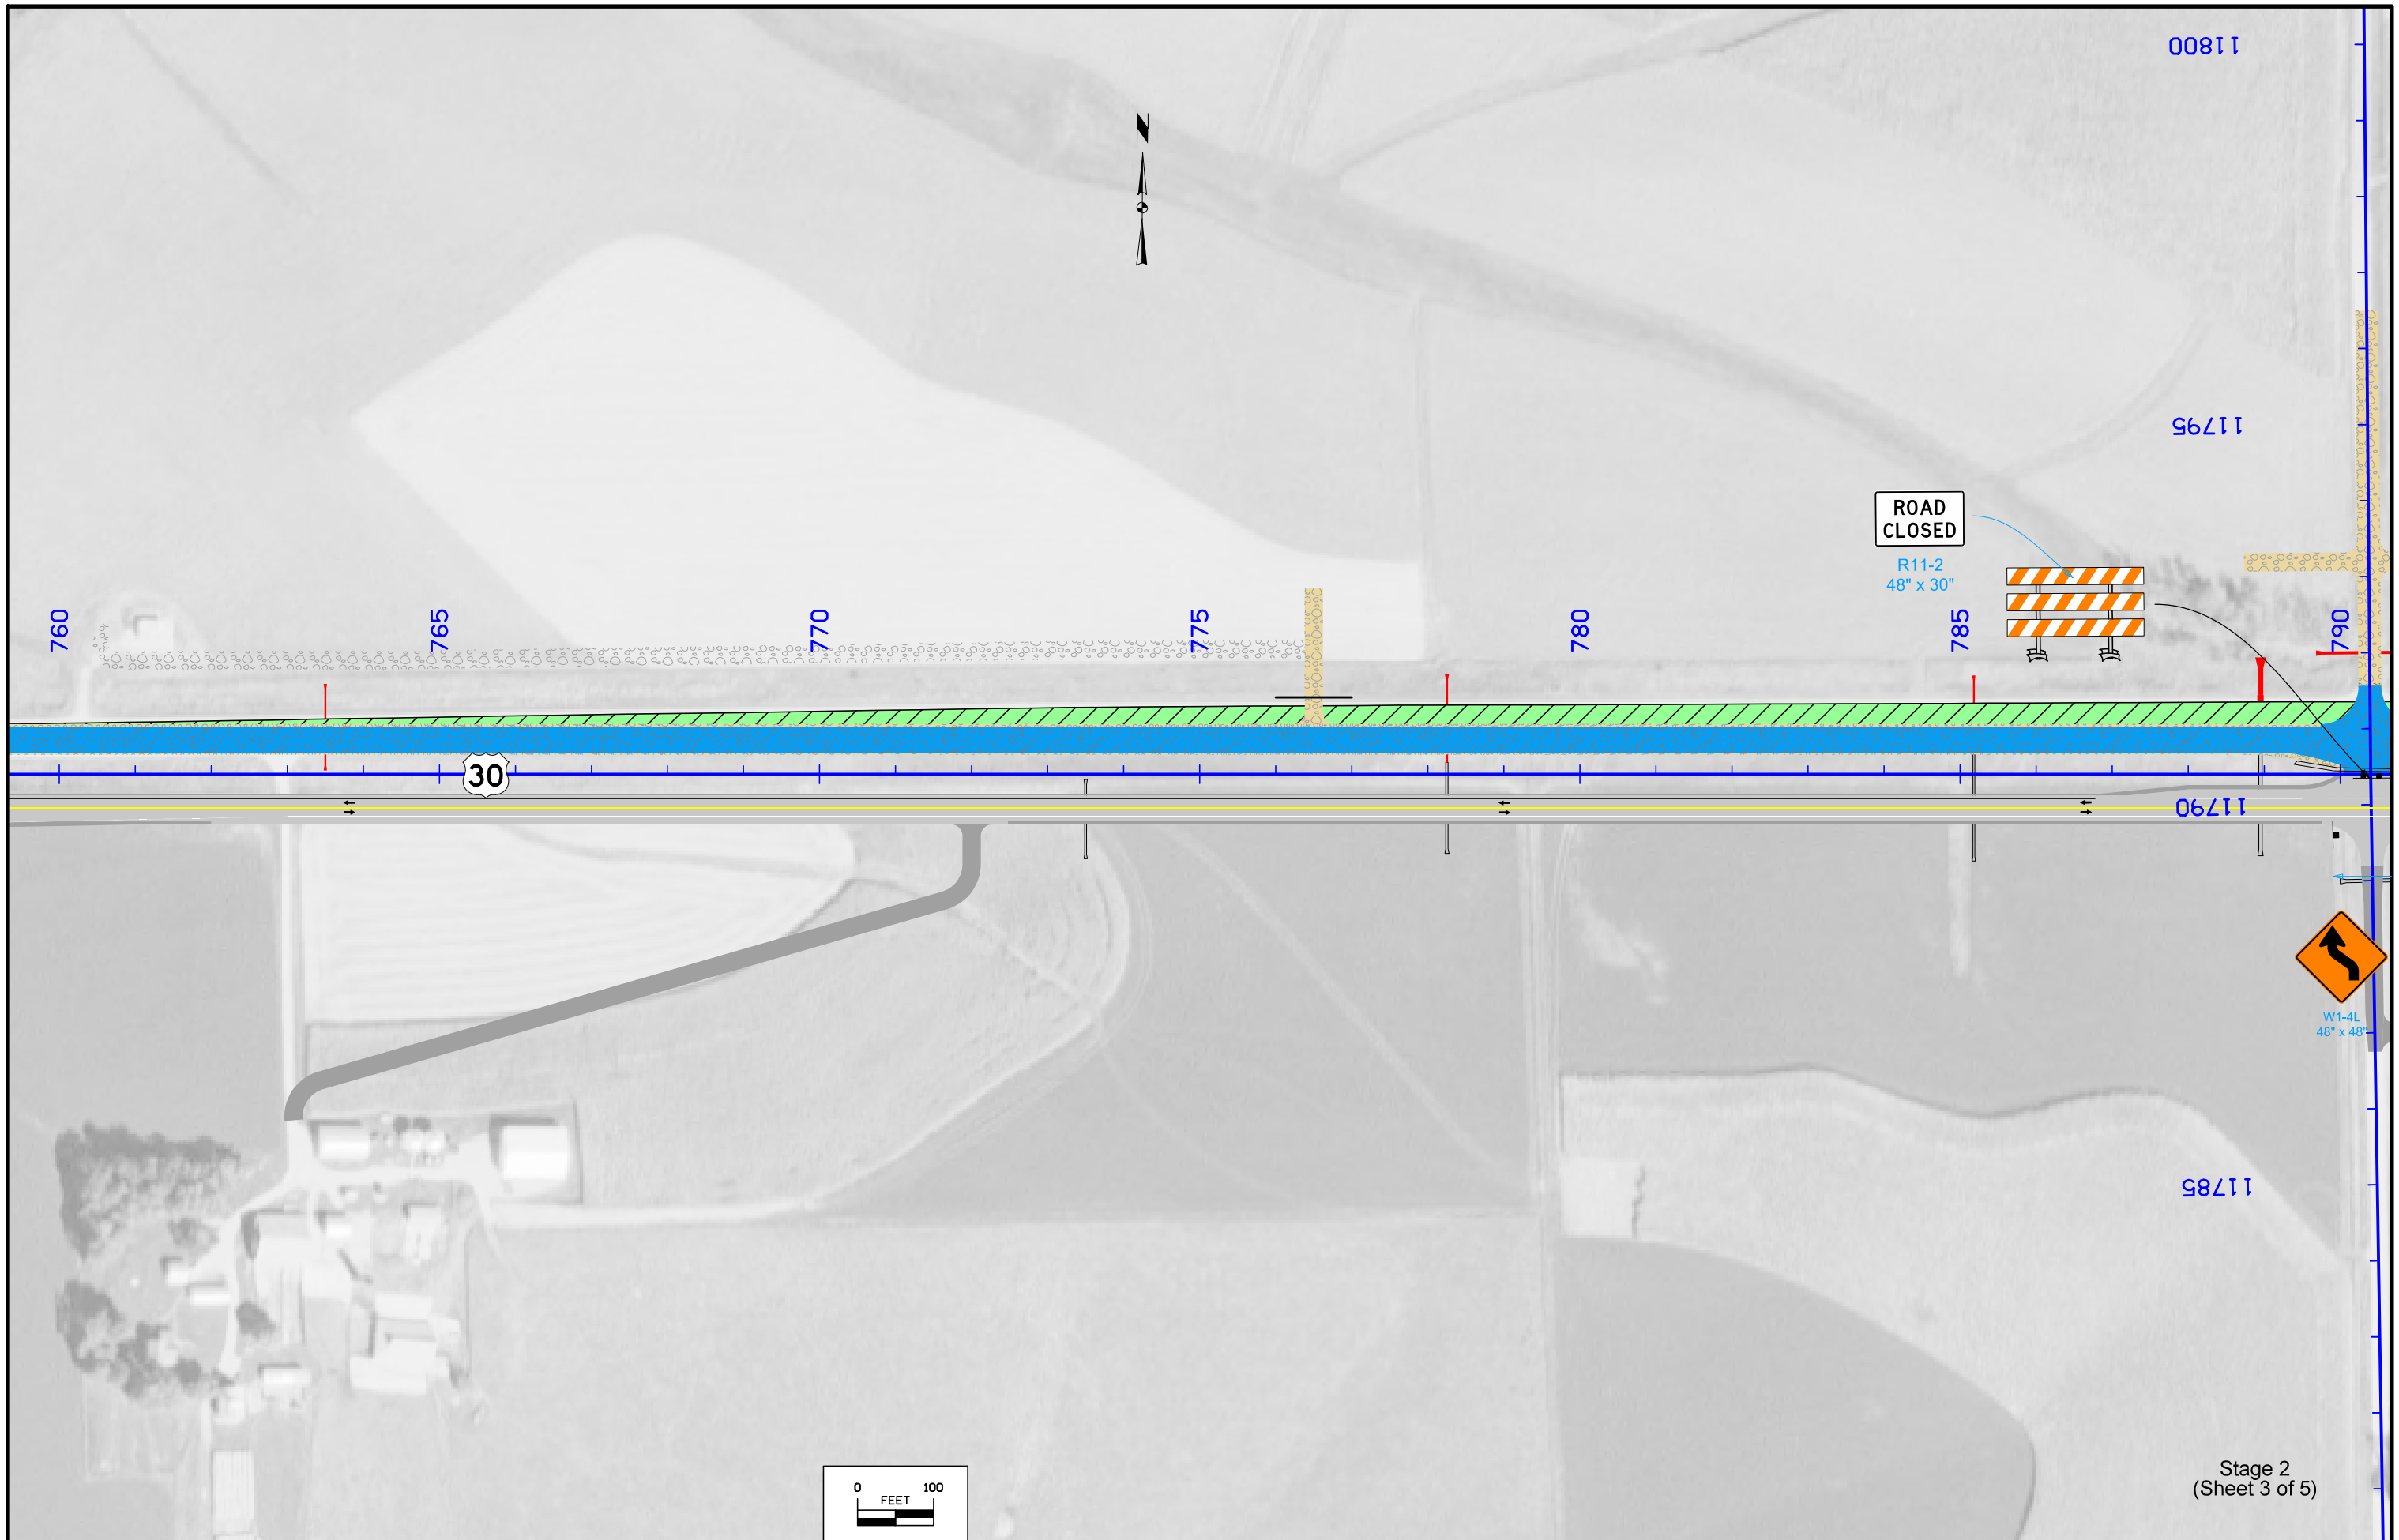 11800
N
11795
ROAD
CLOSED
R11-2
48" x 30"
760
765
770
775
780
785
790
30
11790
W1-4L
48" x 48"
11785
Stage 2
(Sheet 3 of 5)
0 100
FEET